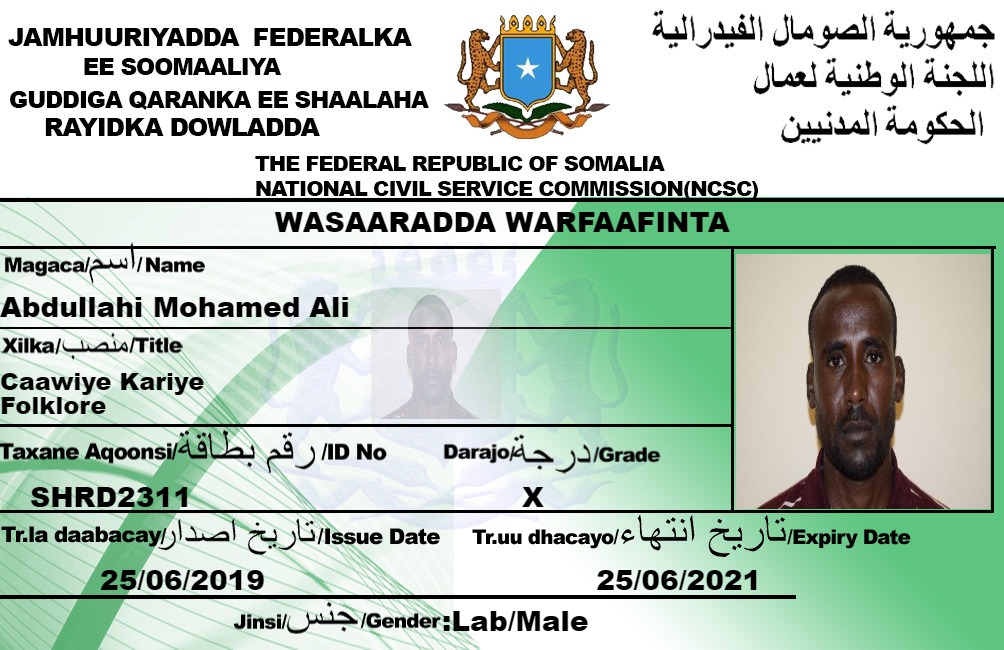 JAMHUURIYADDA FEDERALKA
EE SOOMAALIYA
GUDDIGA QARANKA EE SHAALAHA
RAYIDKA DOWLADDA
جمهورية الصومال الفيدرالية
اللجنة الوطنية لعمال
الحكومة المدنيين
THE FEDERAL REPUBLIC OF SOMALIA
NATIONAL CIVIL SERVICE COMMISSION(NCSC)
WASAARADDA WARFAAFINTA
Magaca/اسم/Name
Abdullahi Mohamed Ali
Xilka/منصب/Title
Caawiye Kariye
Folklore
Taxane Aqoonsi/رقم بطاقة/ID No
Darajo/درجة/Grade
SHRD2311
X
Tr.la daabacay/تاريخ اصدار/Issue Date
Tr.uu dhacayo/تاريخ انتهاء/Expiry Date
25/06/2019
25/06/2021
Jinsi/جنس/Gender:Lab/Male